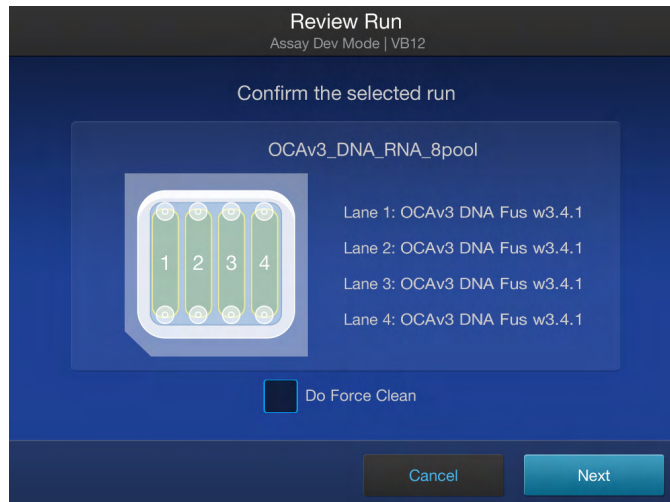 Review Run
Assay Dev Mode | VB12
Confirm the selected run
OCAv3_DNA_RNA_8pool
1 2 3 4
Lane 1: OCAv3 DNA Fus w3.4.1
Lane 2: OCAv3 DNA Fus w3.4.1
Lane 3: OCAv3 DNA Fus w3.4.1
Lane 4: OCAv3 DNA Fus w3.4.1
Do Force Clean
Cancel Next